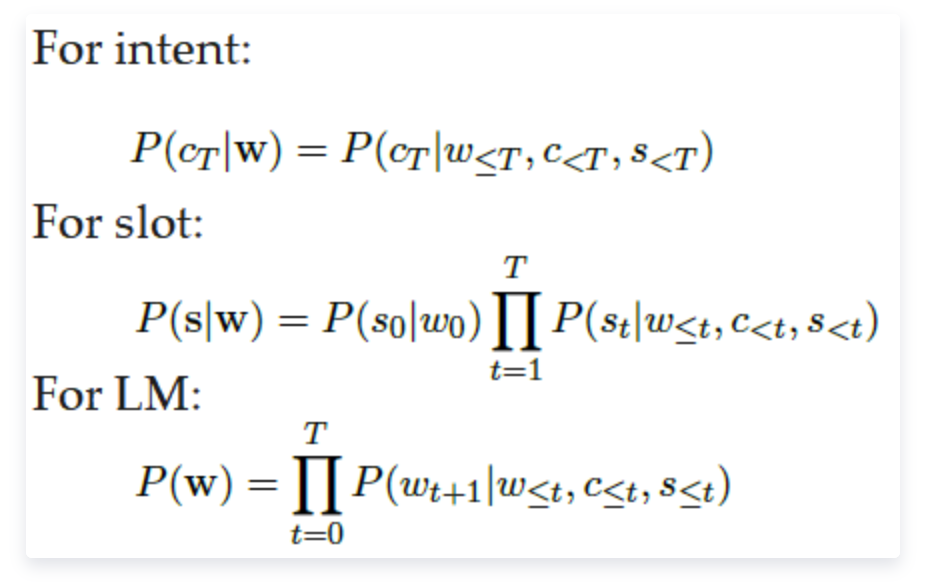 For intent:
P(c_T|w) = P(c_T|w_{≤T}, c_{<T}, s_{<T})
For slot:
P(s|w) = P(s_0|w_0) ∏_{t=1}^{T} P(s_t|w_{≤t}, c_{<t}, s_{<t})
For LM:
P(w) = ∏_{t=0}^{T} P(w_{t+1}|w_{≤t}, c_{≤t}, s_{≤t})